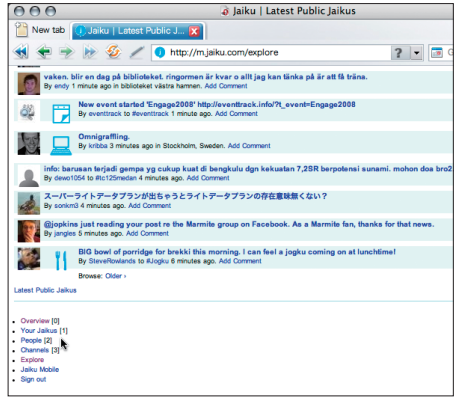 Jaiku | Latest Public Jaikus
New tab
Jaiku | Latest Public J...
http://m.jaiku.com/explore
?
vaken. blir en dag på biblioteket. ringormen är kvar o allt jag kan tänka på är att få träna.
By endy 1 minute ago in biblioteket västra hamnen. Add Comment
New event started 'Engage2008' http://eventtrack.info/?t_event=Engage2008
By eventtrack to #eventtrack 1 minute ago. Add Comment
Omnigraffling.
By kribba 3 minutes ago in Stockholm, Sweden. Add Comment
info: barusan terjadi gempa yg cukup kuat di bengkulu dgn kekuatan 7,2SR berpotensi sunami. mohon doa bro2
By dewo1054 to #tc125medan 4 minutes ago. Add Comment
スーパーライトデータプランが出ちゃうとライトデータプランの存在意味無くない？
By sonkm3 4 minutes ago. Add Comment
@jopkins just reading your post re the Marmite group on Facebook. As a Marmite fan, thanks for that news.
By jangles 5 minutes ago. Add Comment
BIG bowl of porridge for brekki this morning. I can feel a jogku coming on at lunchtime!
By SteveRowlands to #Jogku 6 minutes ago. Add Comment
Browse: Older ›
Latest Public Jaikus
• Overview [0]
• Your Jaikus [1]
• People [2]
• Channels [3]
• Explore
• Jaiku Mobile
• Sign out